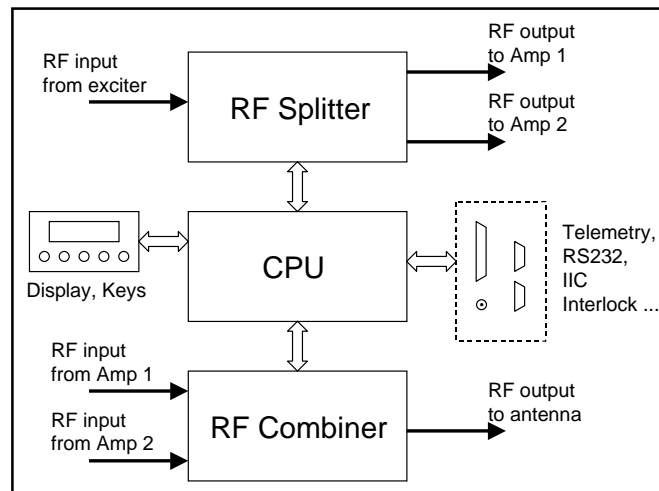 RF input
from exciter
RF Splitter
RF output
to Amp 1
RF output
to Amp 2
Display, Keys
CPU
Telemetry,
RS232,
IIC
Interlock ...
RF input
from Amp 1
RF input
from Amp 2
RF Combiner
RF output
to antenna